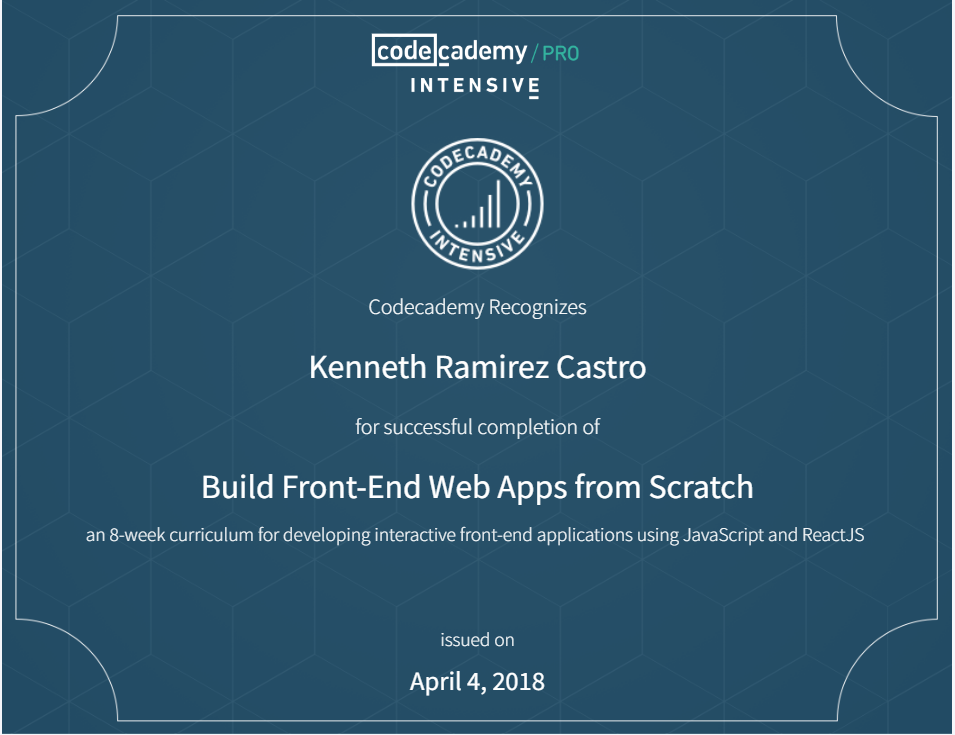 codecademy / PRO
INTENSIVE
CODECADEMY
INTENSIVE
Codecademy Recognizes
Kenneth Ramirez Castro
for successful completion of
Build Front-End Web Apps from Scratch
an 8-week curriculum for developing interactive front-end applications using JavaScript and ReactJS
issued on
April 4, 2018